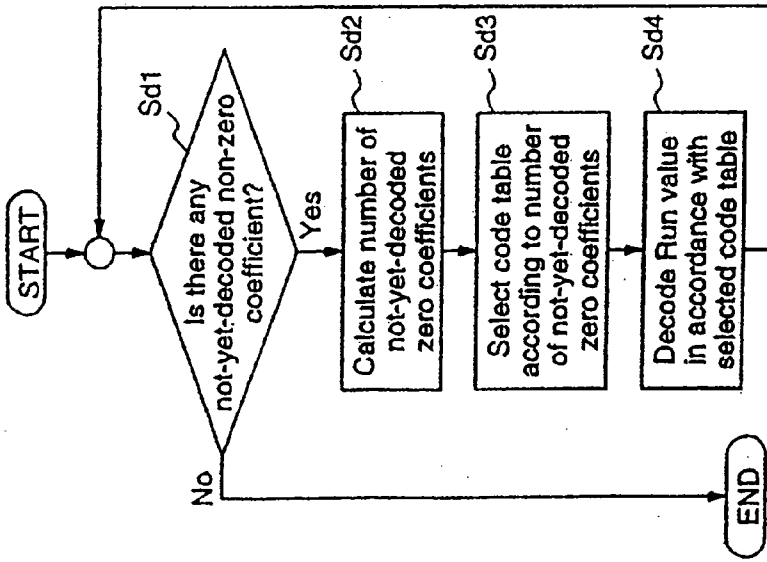 START
Sd1
Is there any
not-yet-decoded non-zero
coefficient?
No
Yes
Sd2
Calculate number of
not-yet-decoded
zero coefficients
Sd3
Select code table
according to number
of not-yet-decoded
zero coefficients
Sd4
Decode Run value
in accordance with
selected code table
END